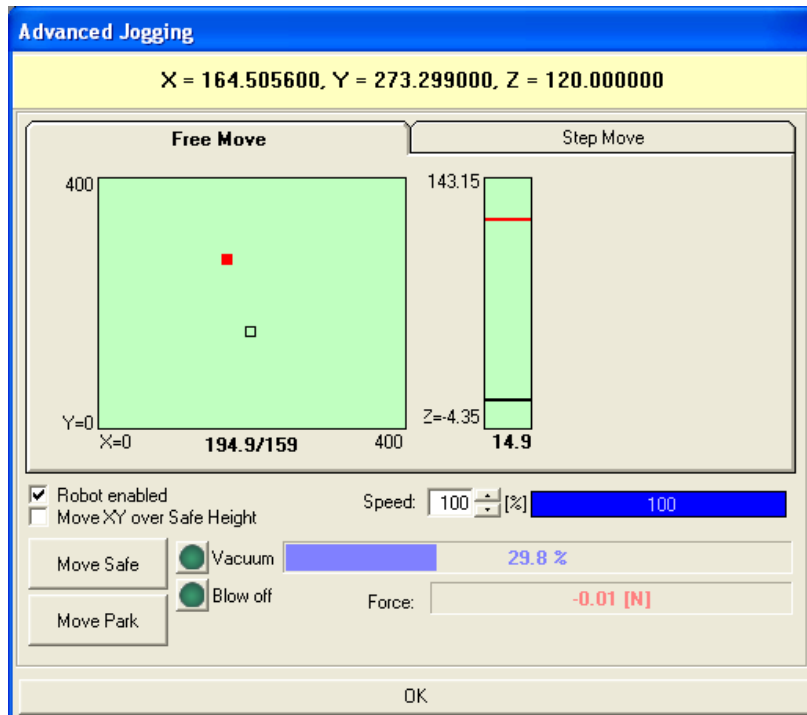 Advanced Jogging
X = 164.505600, Y = 273.299000, Z = 120.000000
Free Move
Step Move
400
143.15
Y=0
Z=-4.35
X=0
194.9/159
400
14.9
Robot enabled
Speed: 100 [%] 100
Move XY over Safe Height
Move Safe
Vacuum
29.8 %
Blow off
Force:
-0.01 [N]
Move Park
OK